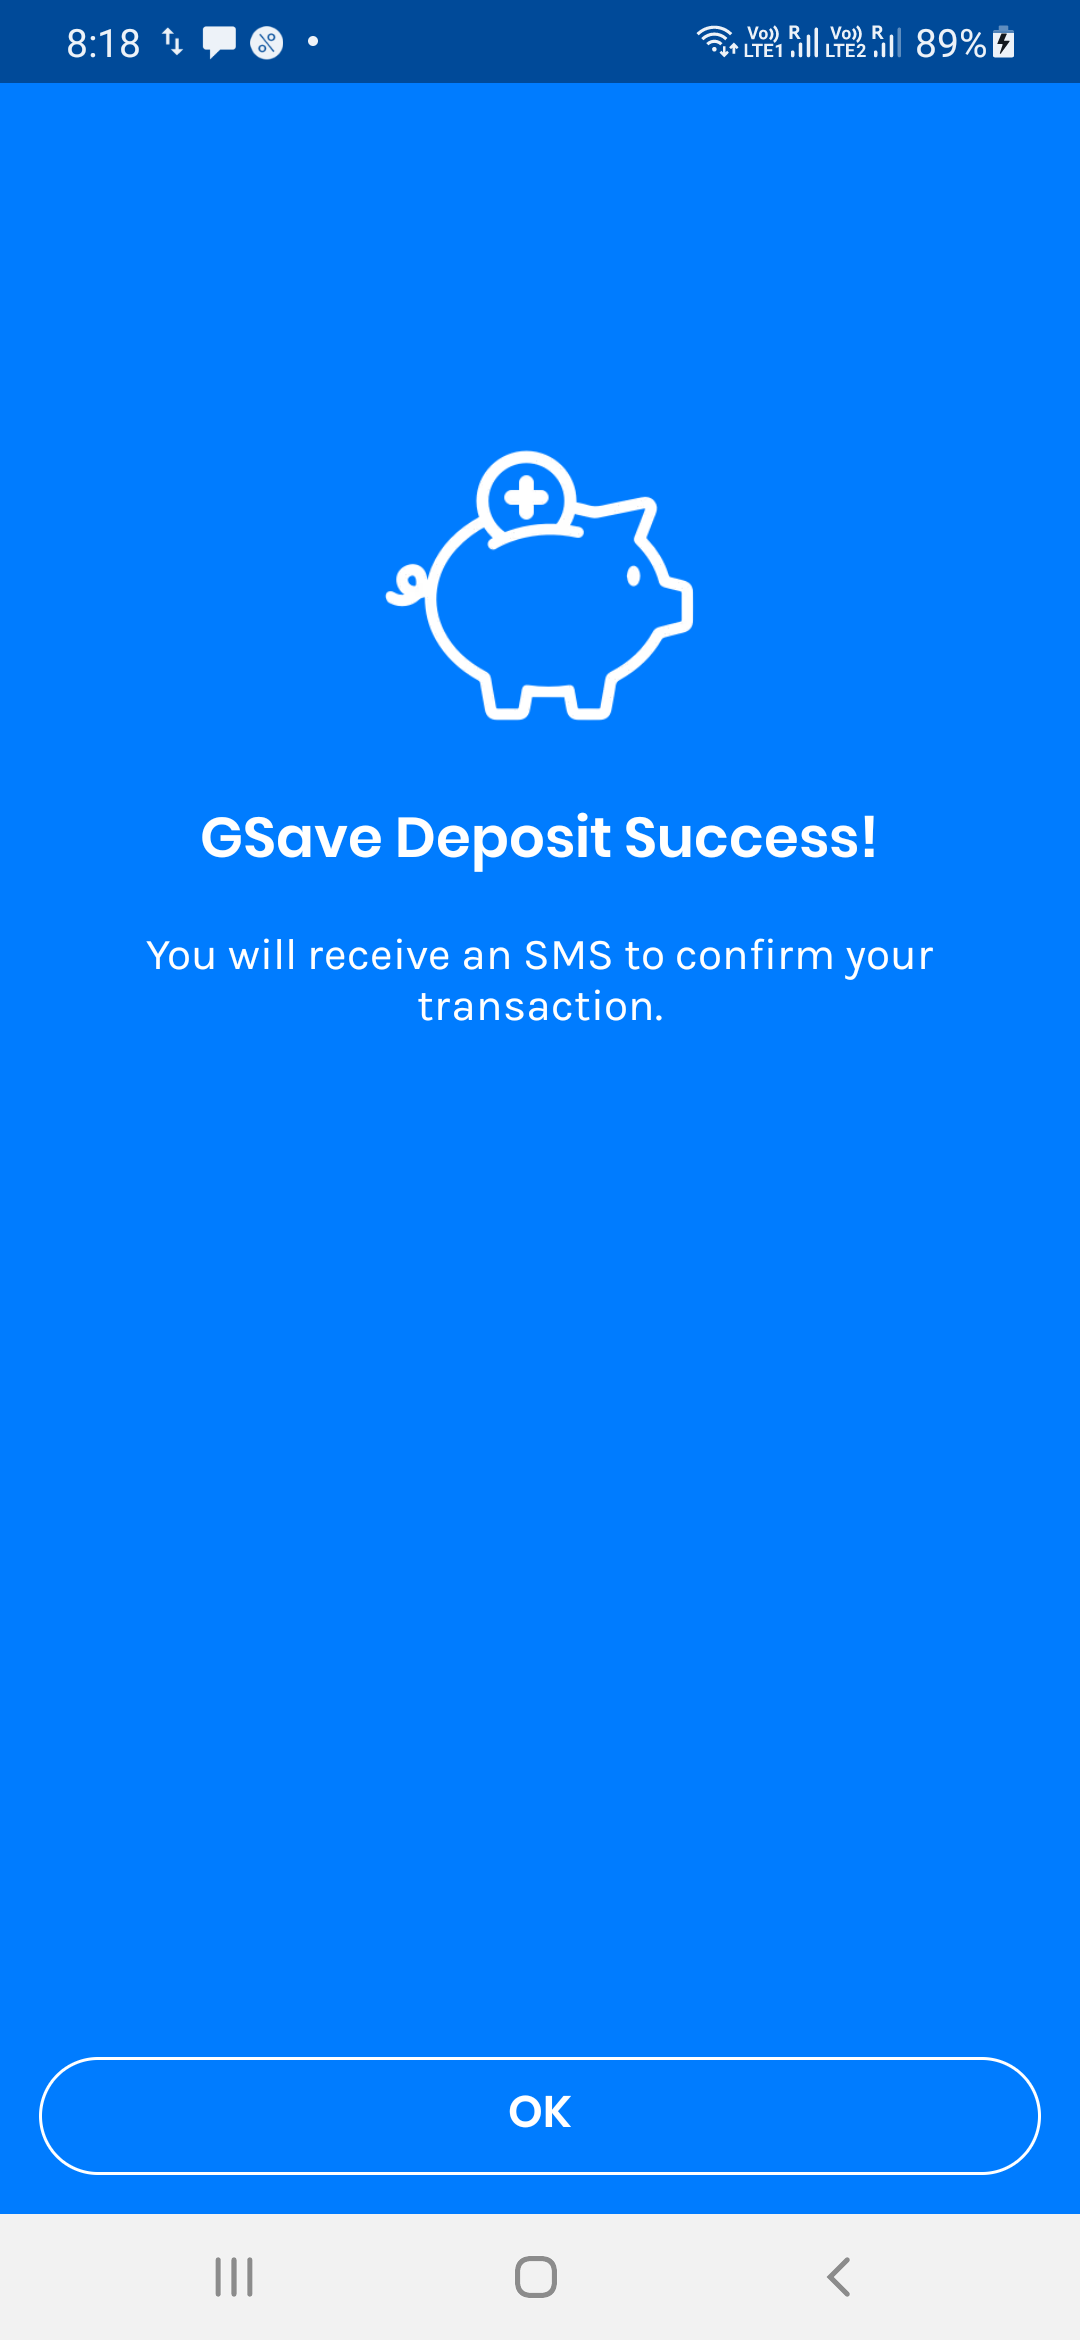 8:18 Vo)) R LTE1 Vo)) R LTE2 89%
GSave Deposit Success!
You will receive an SMS to confirm your
transaction.
OK